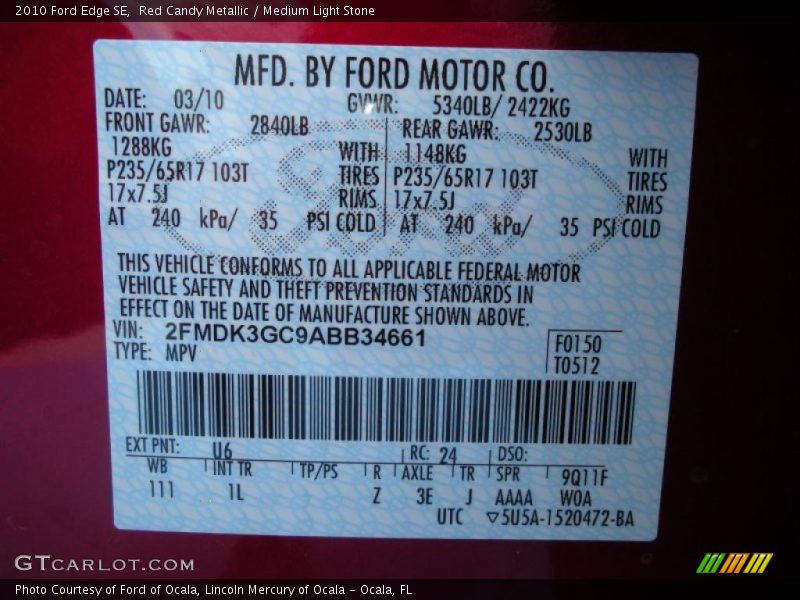 2010 Ford Edge SE,  Red Candy Metallic / Medium Light Stone
MFD. BY FORD MOTOR CO.
DATE: 03/10 GVWR: 5340LB/ 2422KG
FRONT GAWR: 2840LB REAR GAWR: 2530LB
1288KG WITH 1148KG WITH
P235/65R17 103T TIRES P235/65R17 103T TIRES
17x7.5J RIMS 17x7.5J RIMS
AT 240 kPa/ 35 PSI COLD AT 240 kPa/ 35 PSI COLD
THIS VEHICLE CONFORMS TO ALL APPLICABLE FEDERAL MOTOR
VEHICLE SAFETY AND THEFT PREVENTION STANDARDS IN
EFFECT ON THE DATE OF MANUFACTURE SHOWN ABOVE.
VIN: 2FMDK3GC9ABB34661
TYPE: MPV
F0150
T0512
EXT PNT: U6 RC: 24 DSO:
WB INT TR TP/PS R AXLE TR SPR 9Q11F
111 1L Z 3E J AAAA W0A
UTC ▽5U5A-1520472-BA
GTCARLOT.COM
Photo Courtesy of Ford of Ocala, Lincoln Mercury of Ocala - Ocala, FL